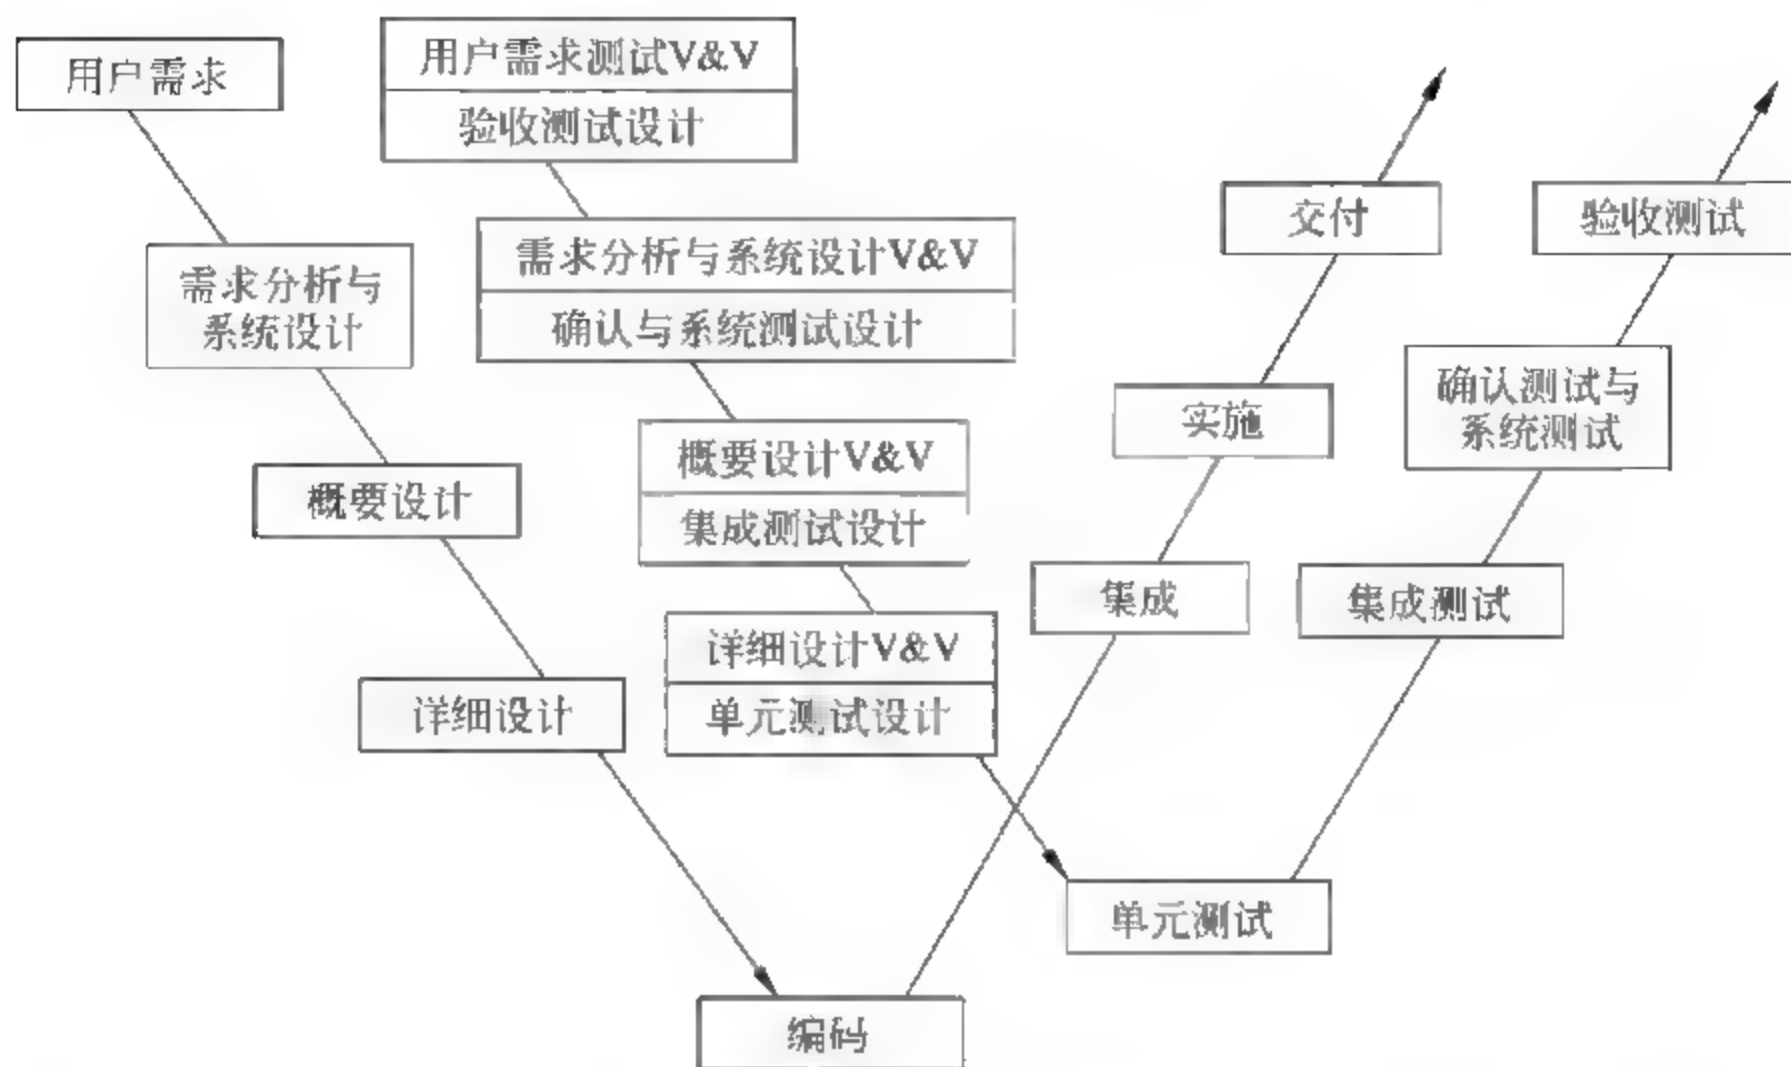 用户需求
用户需求测试V&V
验收测试设计
需求分析与
系统设计
需求分析与系统设计V&V
确认与系统测试设计
概要设计
概要设计V&V
集成测试设计
详细设计
详细设计V&V
单元测试设计
编码
集成
实施
交付
单元测试
集成测试
确认测试与
系统测试
验收测试